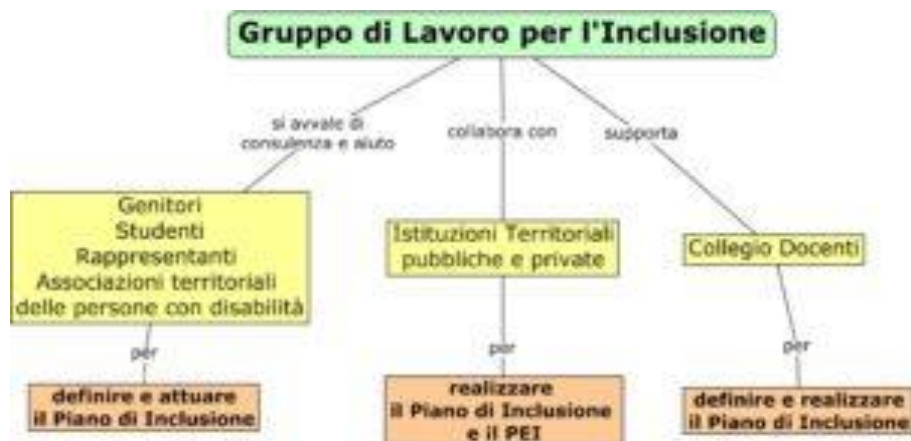 Gruppo di Lavoro per l'Inclusione
si avvale di
consulenza e aiuto
collabora con
supporta
Genitori
Studenti
Rappresentanti
Associazioni territoriali
delle persone con disabilità
Istituzioni Territoriali
pubbliche e private
Collegio Docenti
per
per
per
definire e attuare
il Piano di Inclusione
realizzare
il Piano di Inclusione
e il PEI
definire e realizzare
il Piano di Inclusione